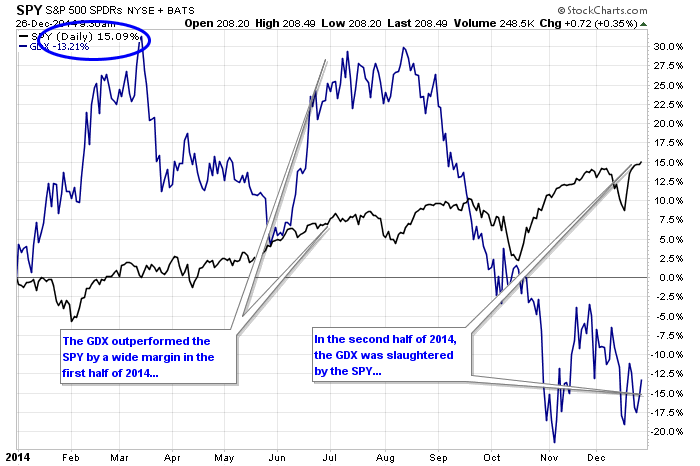 SPY S&P 500 SPDRs NYSE + BATS
© StockCharts.com
26-Dec-2014 9:30am
Open 208.20 High 208.49 Low 208.20 Last 208.49 Volume 248.5K Chg +0.72 (+0.35%)
SPY (Daily) 15.09%
GDX -13.21%
30.0%
27.5%
25.0%
22.5%
20.0%
17.5%
15.0%
12.5%
10.0%
7.5%
5.0%
2.5%
0.0%
-2.5%
-5.0%
-7.5%
-10.0%
-12.5%
-15.0%
-17.5%
-20.0%
The GDX outperformed the
SPY by a wide margin in the
first half of 2014...
In the second half of 2014,
the GDX was slaughtered
by the SPY...
2014 Feb Mar Apr May Jun Jul Aug Sep Oct Nov Dec